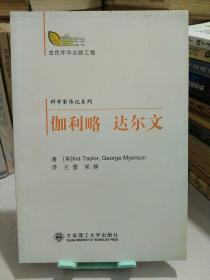 金色年华
金色年华出版工程
科学家传记系列
伽利略 达尔文
著 [英]Ina Taylor, George Myerson
译 王蕾 侯静
大连理工大学出版社